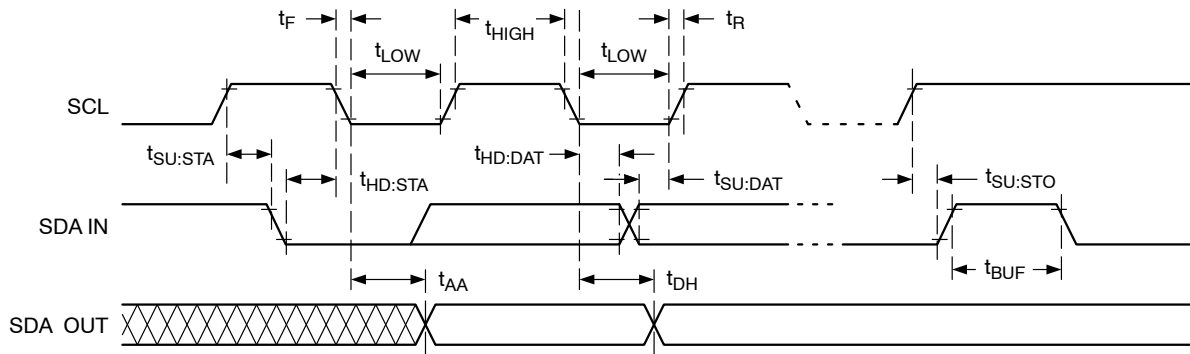 tF
tHIGH
tR
tLOW
tLOW
SCL
tSU:STA
tHD:STA
tHD:DAT
tSU:DAT
tSU:STO
SDA IN
tBUF
tAA
tDH
SDA OUT